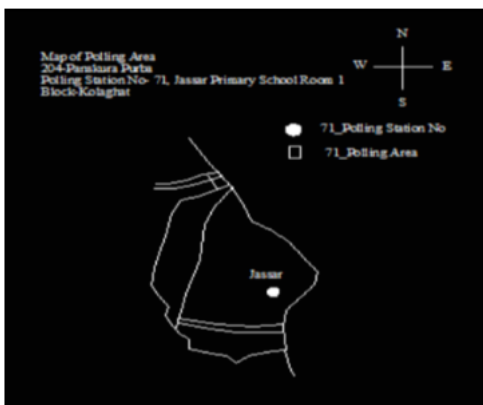 Map of Polling Area
204-Panskura Purba
Polling Station No- 71, Jassar Primary School Room 1
Block-Kolaghat
N
W
E
S
71_Polling Station No
71_Polling Area
Jassar